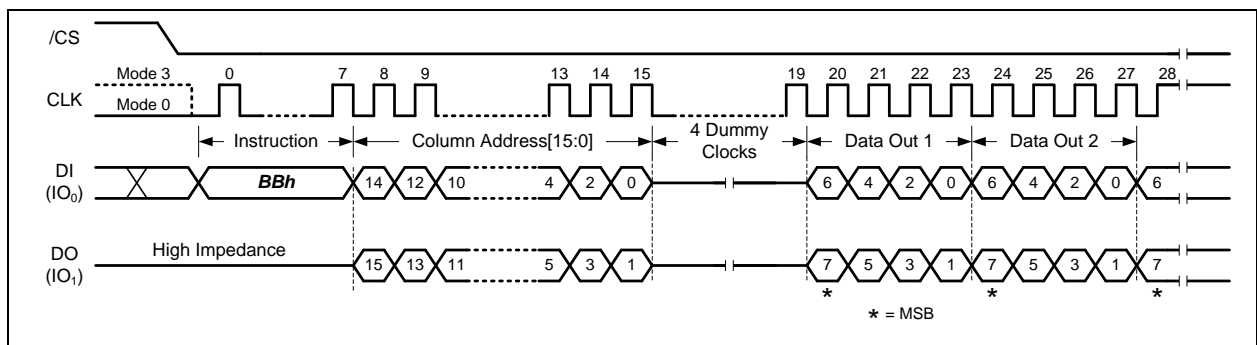 /CS
Mode 3
0 7 8 9 13 14 15 19 20 21 22 23 24 25 26 27 28
CLK
Mode 0
Instruction
Column Address[15:0]
4 Dummy
Clocks
Data Out 1
Data Out 2
DI
(IO₀)
BBh
14 12 10 4 2 0 6 4 2 0 6 4 2 0 6
High Impedance
DO
(IO₁)
15 13 11 5 3 1 7 5 3 1 7 5 3 1 7
* * *
* = MSB